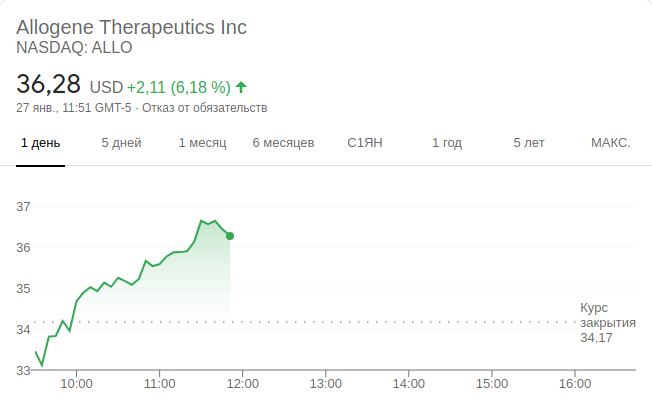 Allogene Therapeutics Inc
NASDAQ: ALLO
36,28 USD +2,11 (6,18 %)
27 янв., 11:51 GMT-5 · Отказ от обязательств
1 день 5 дней 1 месяц 6 месяцев С1ЯН 1 год 5 лет МАКС.
37
36
35
34
33
Курс
закрытия
34,17
10:00 11:00 12:00 13:00 14:00 15:00 16:00